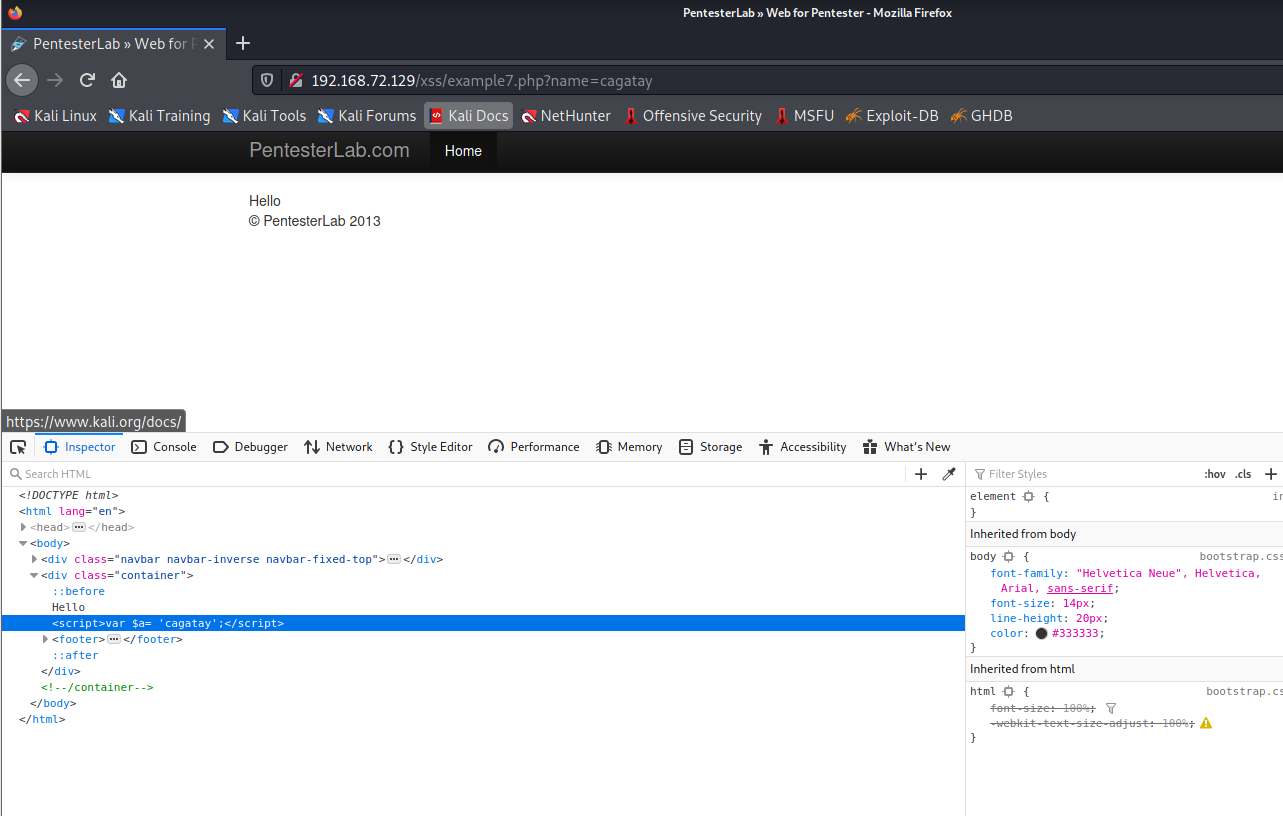 PentesterLab » Web for Pentester - Mozilla Firefox
PentesterLab » Web for P
192.168.72.129/xss/example7.php?name=cagatay
Kali Linux Kali Training Kali Tools Kali Forums Kali Docs NetHunter Offensive Security MSFU Exploit-DB GHDB
PentesterLab.com Home
Hello
© PentesterLab 2013
https://www.kali.org/docs/
Inspector Console Debugger Network Style Editor Performance Memory Storage Accessibility What's New
Search HTML
<!DOCTYPE html>
<html lang="en">
<head>
</head>
<body>
<div class="navbar navbar-inverse navbar-fixed-top">
</div>
<div class="container">
::before
Hello
<script>var $a= 'cagatay';</script>
<footer>
</footer>
::after
</div>
<!--/container-->
</body>
</html>
Filter Styles :hov .cls
element { in
}
Inherited from body
body { bootstrap.css
font-family: "Helvetica Neue", Helvetica,
Arial, sans-serif;
font-size: 14px;
line-height: 20px;
color: #333333;
}
Inherited from html
html { bootstrap.cs
font-size: 100%;
-webkit-text-size-adjust: 100%;
}